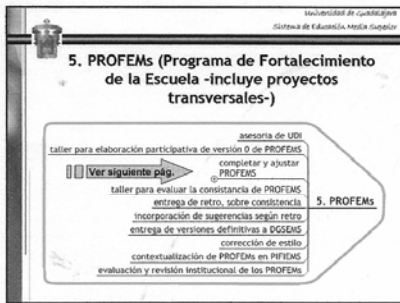 Universidad de Guadalajara
Sistema de Educación Media Superior
5. PROFEMs (Programa de Fortalecimiento
de la Escuela -incluye proyectos
transversales-)
asesoria de UDI
taller para elaboración participativa de versión 0 de PROFEMS
Ver siguiente pág.
completar y ajustar
PROFEMS
taller para evaluar la consistancia de PROFEMS
entrega de retro, sobre consistencia
5. PROFEMs
incorporación de sugerencias según retro
entrega de versiones definitivas a DGSEMS
corrección de estilo
contextualización de PROFEMS en PIFIEMS
evaluación y revisión institucional de los PROFEMs